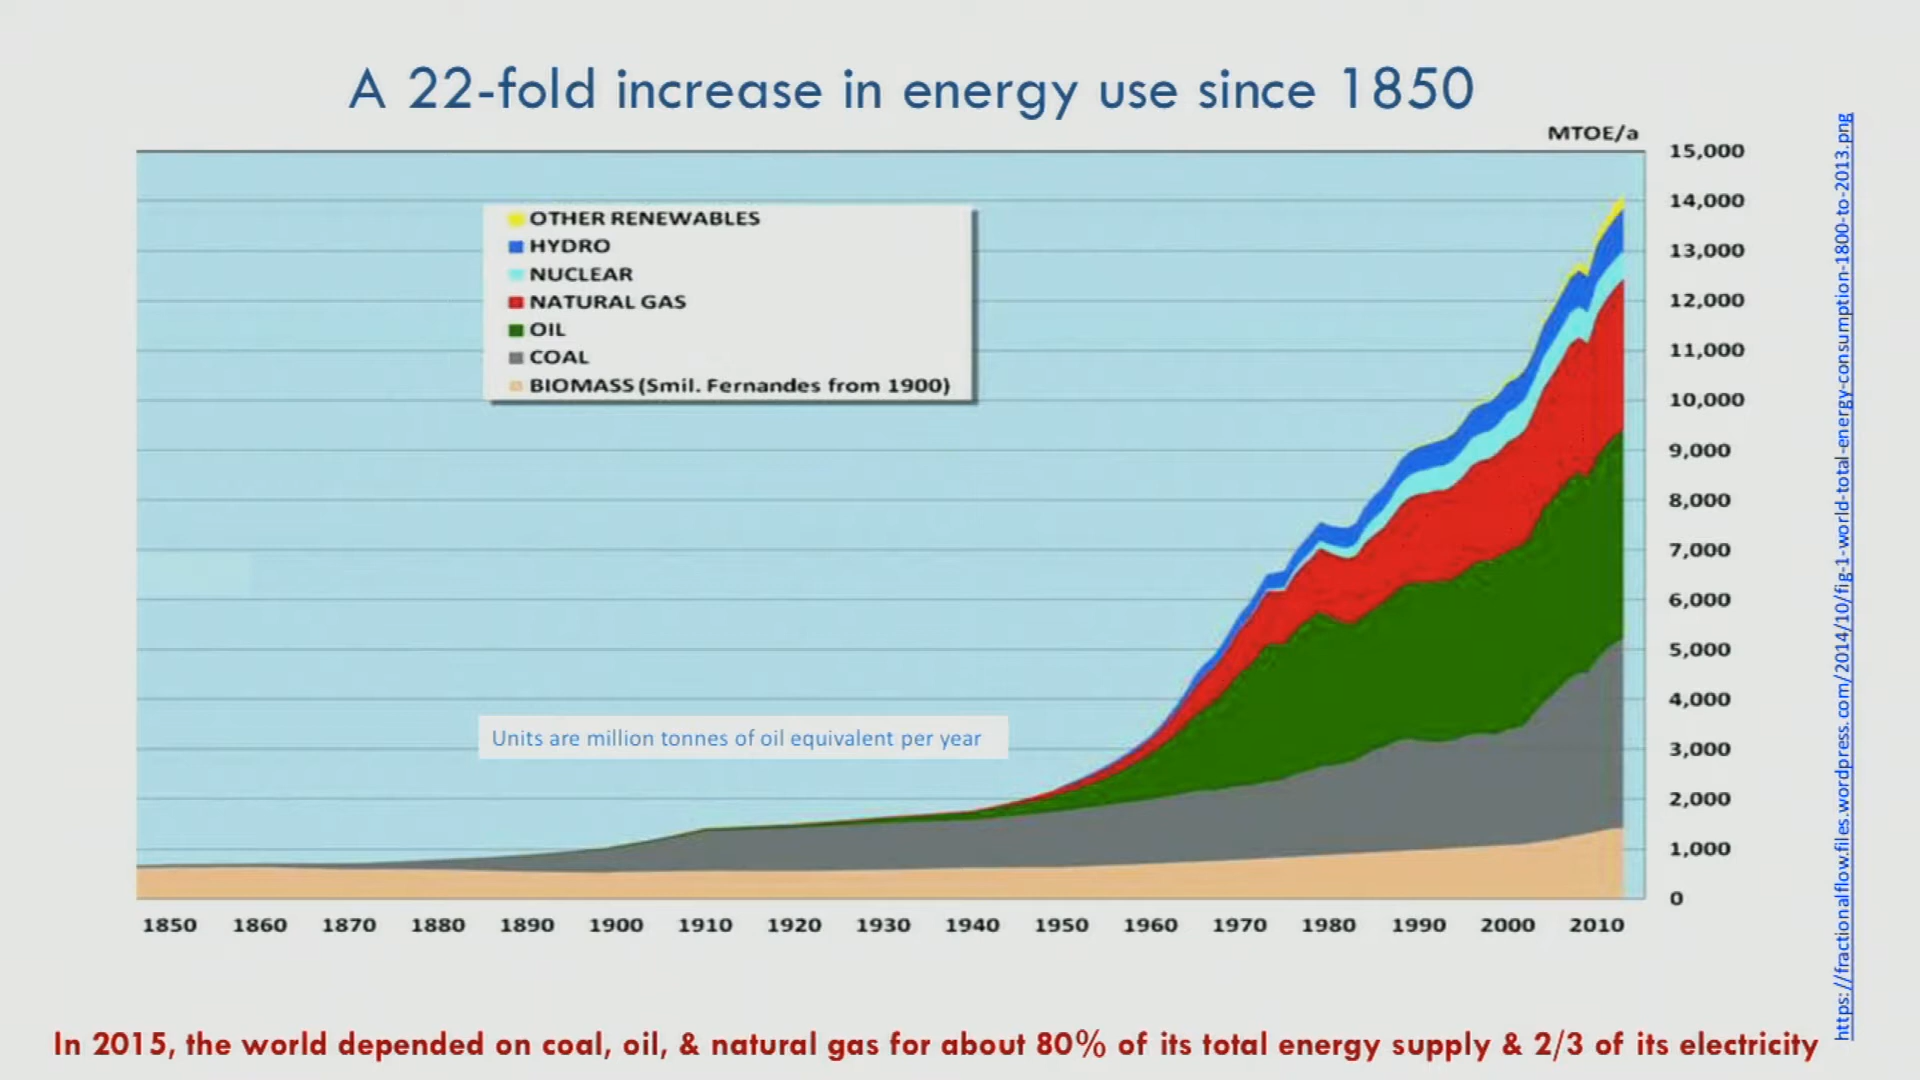 A 22-fold increase in energy use since 1850
MTOE/a
15,000
14,000
13,000
12,000
11,000
10,000
9,000
8,000
7,000
6,000
5,000
4,000
3,000
2,000
1,000
0
OTHER RENEWABLES
HYDRO
NUCLEAR
NATURAL GAS
OIL
COAL
BIOMASS (Smil. Fernandes from 1900)
Units are million tonnes of oil equivalent per year
1850 1860 1870 1880 1890 1900 1910 1920 1930 1940 1950 1960 1970 1980 1990 2000 2010
https://fractionalflow.files.wordpress.com/2014/10/fig-1-world-total-energy-consumption-1800-to-2013.png
In 2015, the world depended on coal, oil, & natural gas for about 80% of its total energy supply & 2/3 of its electricity